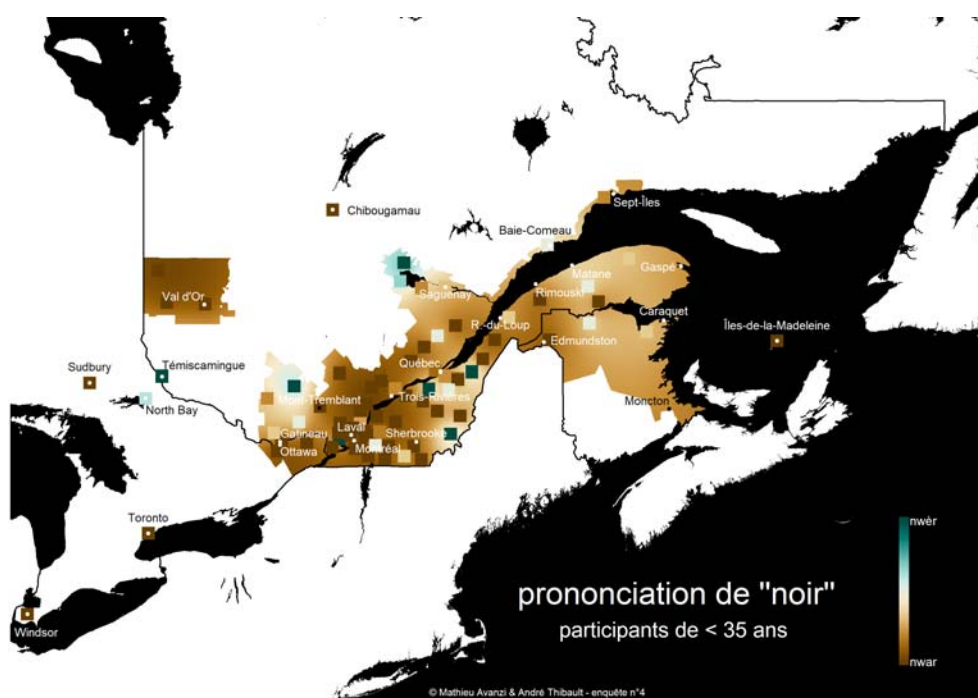 Sept-Îles
Chibougamau
Baie-Comeau
Matane
Gaspé
Val d'Or
Saguenay
Rimouski
R.-du-Loup
Caraquet
Îles-de-la-Madeleine
Edmundston
Québec
Sudbury
Témiscamingue
Mont-Tremblant
Trois-Rivières
North Bay
Moncton
Laval
Gatineau
Sherbrooke
Ottawa
Montréal
Toronto
nwèr
prononciation de "noir"
participants de < 35 ans
Windsor
nwar
© Mathieu Avanzi & André Thibault - enquête n°4